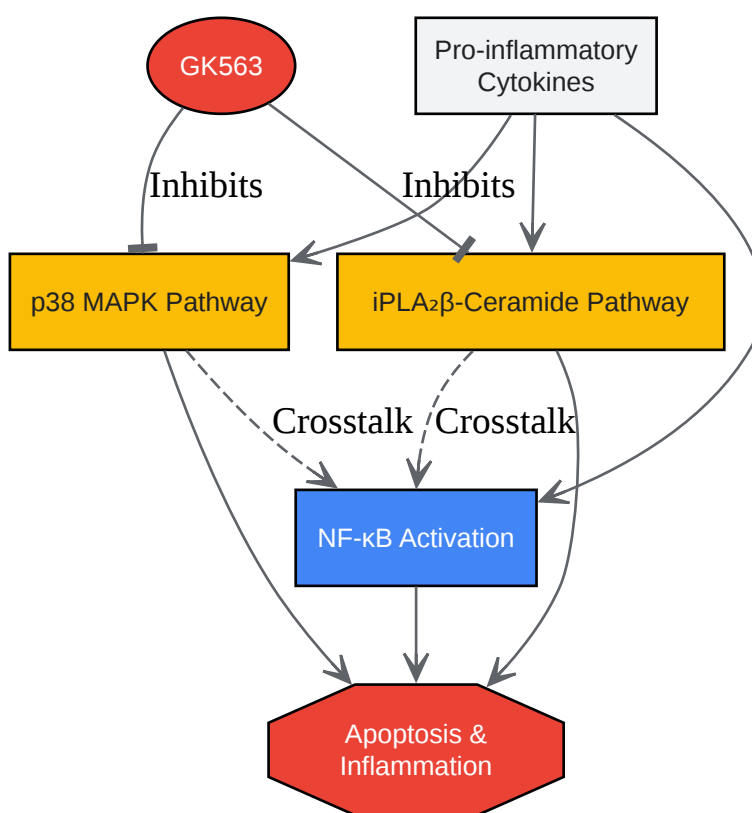 GK563
Pro-inflammatory
Cytokines
Inhibits
Inhibits
p38 MAPK Pathway
iPLA₂β-Ceramide Pathway
Crosstalk
Crosstalk
NF-κB Activation
Apoptosis &
Inflammation